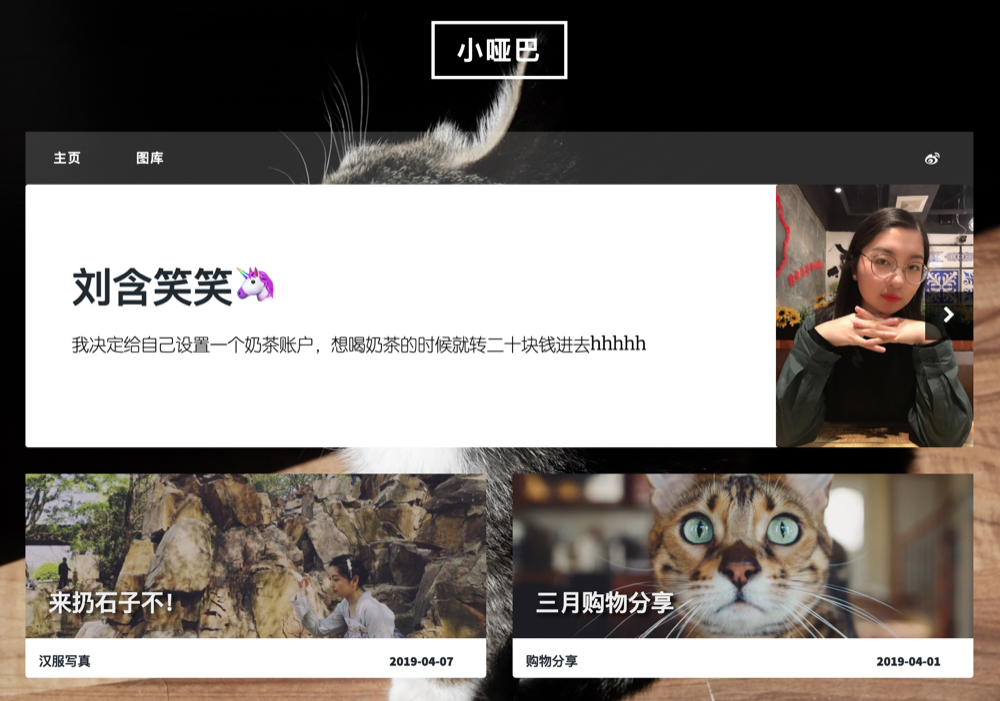 小哑巴
主页 图库
刘含笑笑🦄
我决定给自己设置一个奶茶账户，想喝奶茶的时候就转二十块钱进去hhhhh
来扔石子不！
三月购物分享
汉服写真 2019-04-07
购物分享 2019-04-01